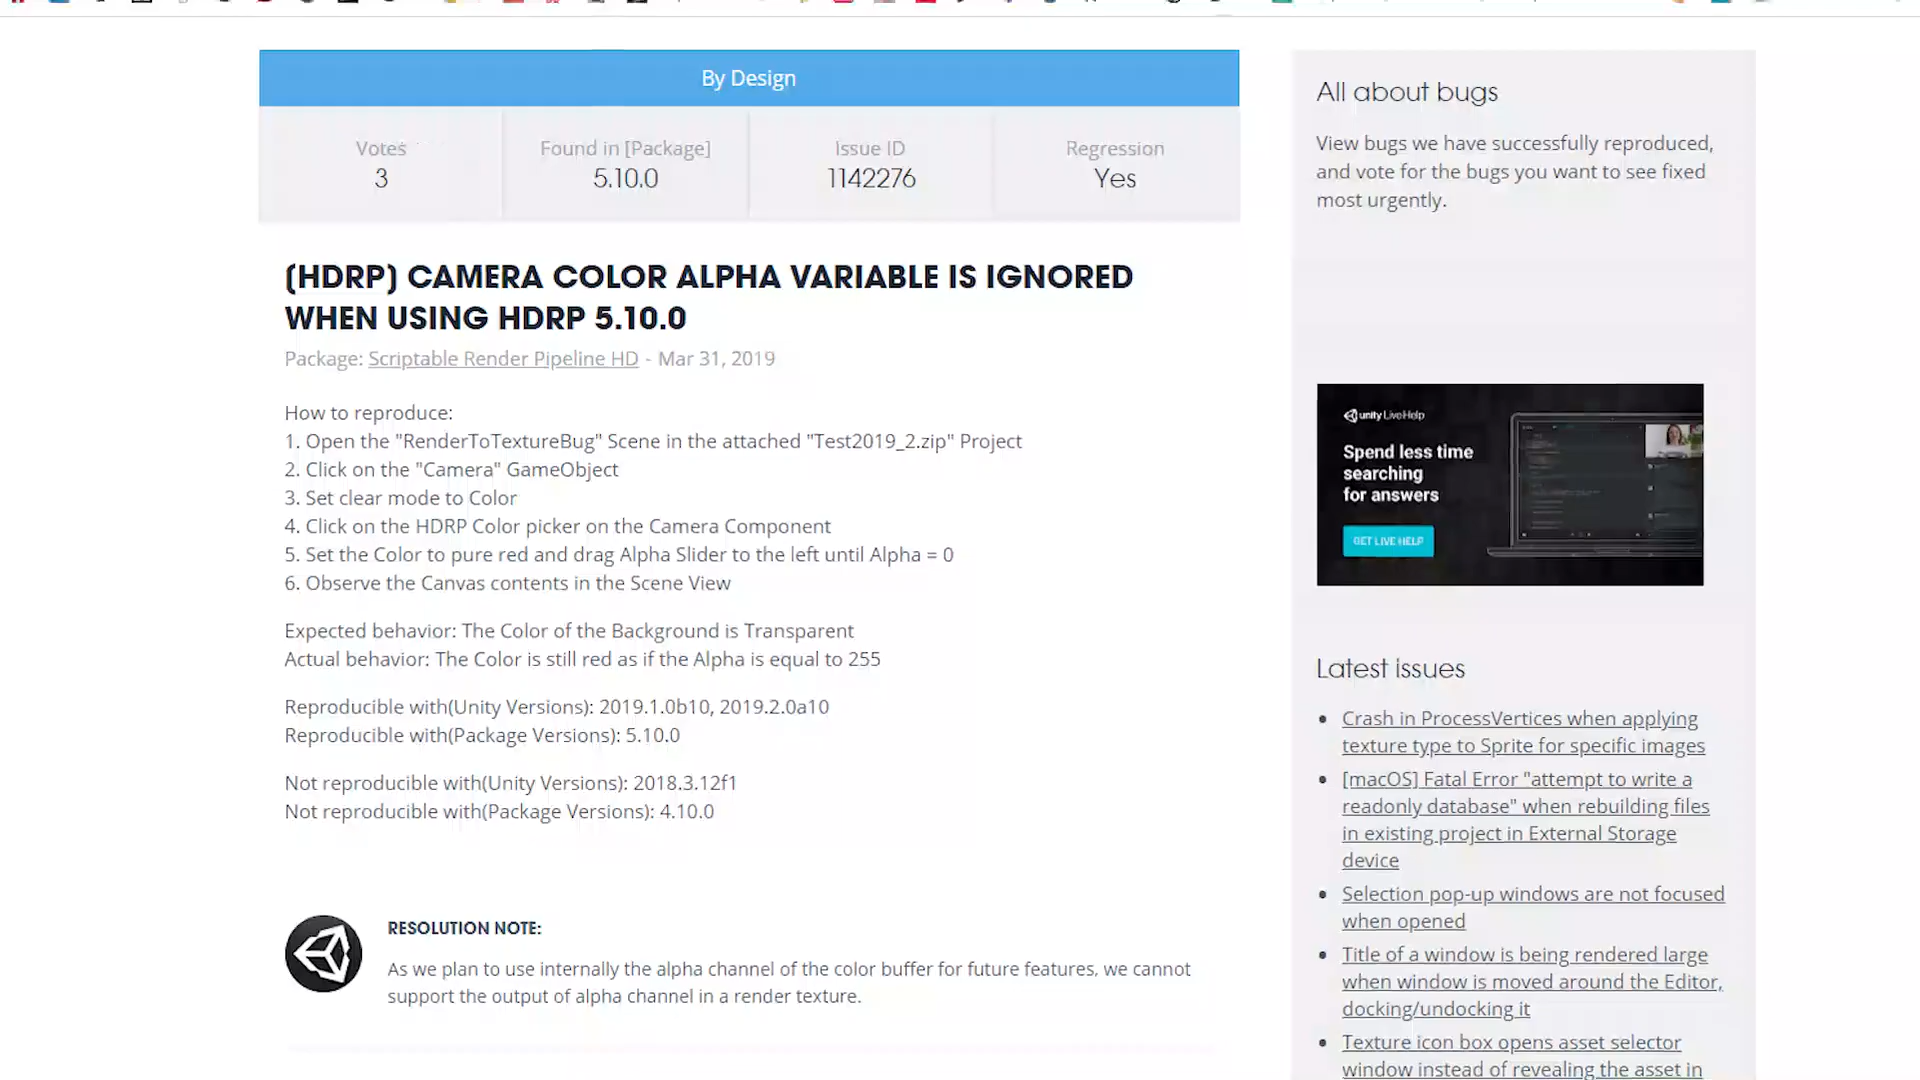 By Design
Votes
3
Found in [Package]
5.10.0
Issue ID
1142276
Regression
Yes
(HDRP) CAMERA COLOR ALPHA VARIABLE IS IGNORED
WHEN USING HDRP 5.10.0
Package: Scriptable Render Pipeline HD - Mar 31, 2019
How to reproduce:
1. Open the "RenderToTextureBug" Scene in the attached "Test2019_2.zip" Project
2. Click on the "Camera" GameObject
3. Set clear mode to Color
4. Click on the HDRP Color picker on the Camera Component
5. Set the Color to pure red and drag Alpha Slider to the left until Alpha = 0
6. Observe the Canvas contents in the Scene View
Expected behavior: The Color of the Background is Transparent
Actual behavior: The Color is still red as if the Alpha is equal to 255
Reproducible with(Unity Versions): 2019.1.0b10, 2019.2.0a10
Reproducible with(Package Versions): 5.10.0
Not reproducible with(Unity Versions): 2018.3.12f1
Not reproducible with(Package Versions): 4.10.0
RESOLUTION NOTE:
As we plan to use internally the alpha channel of the color buffer for future features, we cannot
support the output of alpha channel in a render texture.
All about bugs
View bugs we have successfully reproduced,
and vote for the bugs you want to see fixed
most urgently.
unity LiveHelp
Spend less time
searching
for answers
GET LIVE HELP
Latest issues
Crash in ProcessVertices when applying
texture type to Sprite for specific images
[macOS] Fatal Error "attempt to write a
readonly database" when rebuilding files
in existing project in External Storage
device
Selection pop-up windows are not focused
when opened
Title of a window is being rendered large
when window is moved around the Editor,
docking/undocking it
Texture icon box opens asset selector
window instead of revealing the asset in